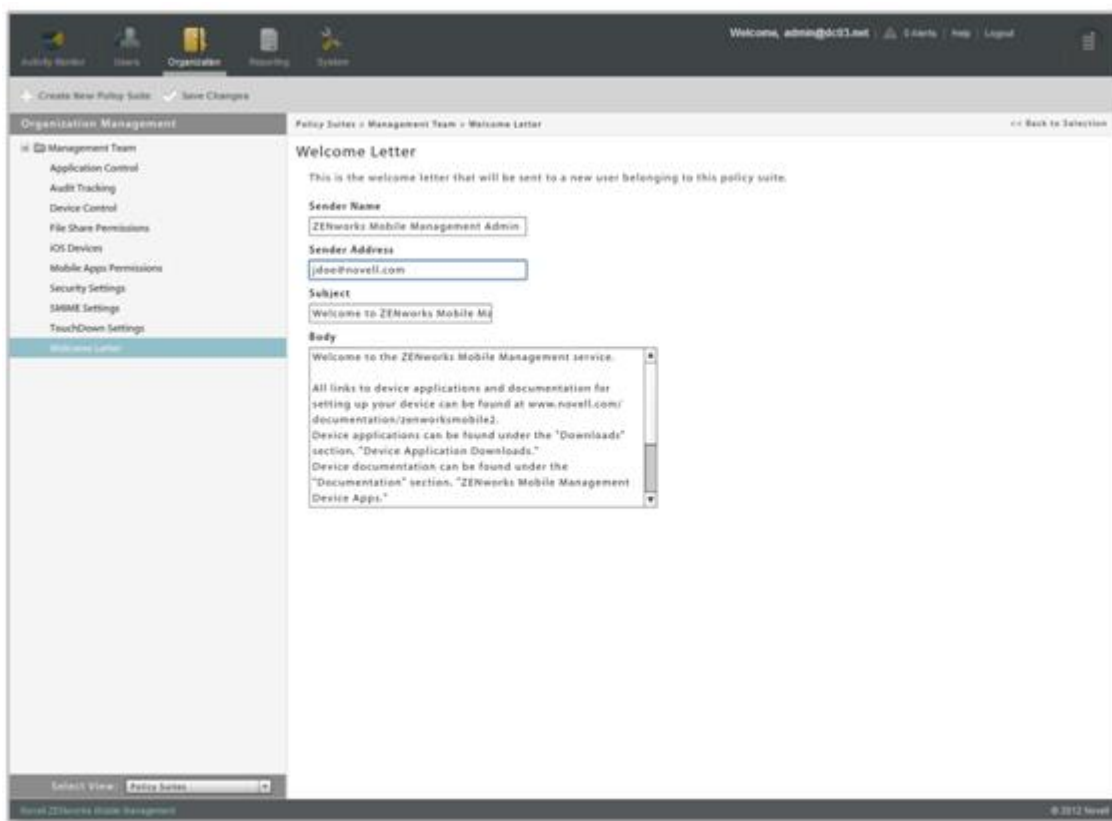 Welcome, admin@dc03.net | 0 Alerts | Help | Logout
Activity Monitor
Users
Organization
Reporting
System
Create New Policy Suite
Save Changes
Organization Management
Policy Suites > Management Team > Welcome Letter
<< Back to Selection
Management Team
Application Control
Audit Tracking
Device Control
File Share Permissions
iOS Devices
Mobile Apps Permissions
Security Settings
SMIME Settings
TouchDown Settings
Welcome Letter
Welcome Letter
This is the welcome letter that will be sent to a new user belonging to this policy suite.
Sender Name
ZENworks Mobile Management Admin
Sender Address
jdoe@novell.com
Subject
Welcome to ZENworks Mobile Ma
Body
Welcome to the ZENworks Mobile Management service.
All links to device applications and documentation for
setting up your device can be found at www.novell.com/
documentation/zenworksmobile2.
Device applications can be found under the "Downloads"
section, "Device Application Downloads."
Device documentation can be found under the
"Documentation" section, "ZENworks Mobile Management
Device Apps."
Select View: Policy Suites
Novell ZENworks Mobile Management
© 2012 Novell